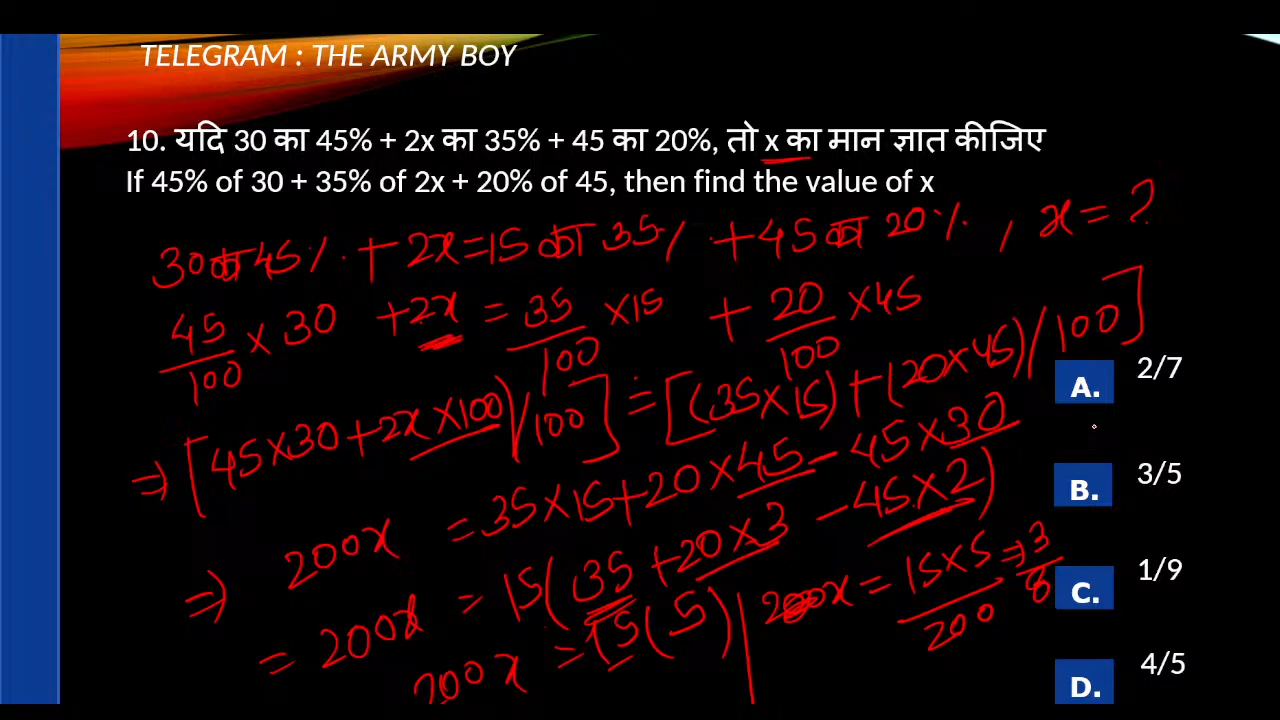 TELEGRAM : THE ARMY BOY
10. यदि 30 का 45% + 2x का 35% + 45 का 20%, तो x का मान ज्ञात कीजिए
If 45% of 30 + 35% of 2x + 20% of 45, then find the value of x
30 का 45% + 2x = 15 का 35% + 45 का 20%, x = ?
45/100 × 30 + 2x = 35/100 × 15 + 20/100 × 45
⇒ [45×30 + 2x×100)/100] = [(35×15) + (20×45)/100]
⇒ 200x = 35×15 + 20×45 - 45×30
= 200x = 15(35 + 20×3 - 45×2)
200x = 15(5) | 200x = 15×5/200 ⇒ 3/8
A. 2/7
B. 3/5
C. 1/9
D. 4/5